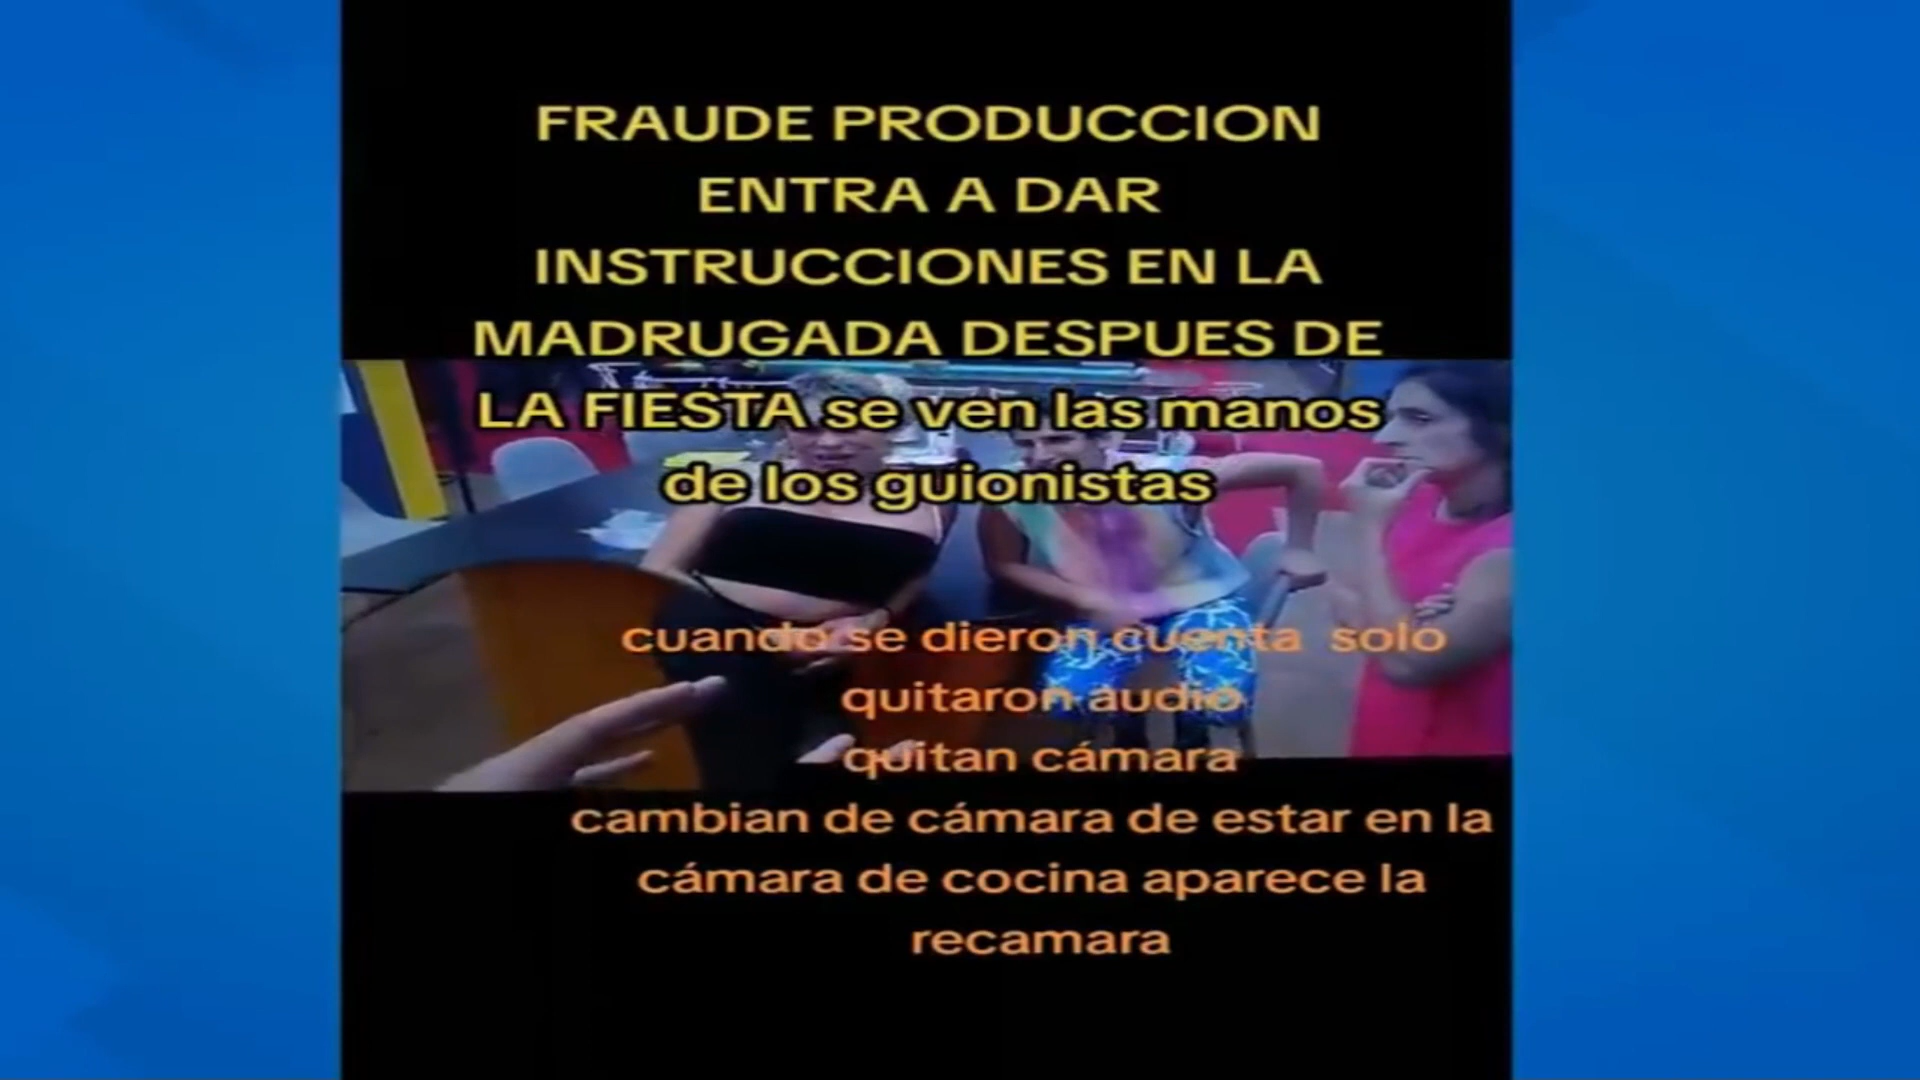 FRAUDE PRODUCCION
ENTRA A DAR
INSTRUCCIONES EN LA
MADRUGADA DESPUES DE
LA FIESTA se ven las manos
de los guionistas
cuando se dieron cuenta solo
quitaron audio
quitan cámara
cambian de cámara de estar en la
cámara de cocina aparece la
recamara